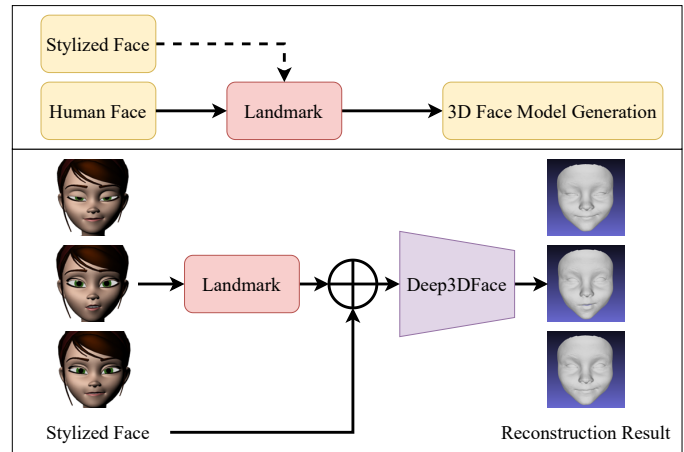 Stylized Face
Human Face
Landmark
3D Face Model Generation
Landmark
Deep3DFace
Stylized Face
Reconstruction Result